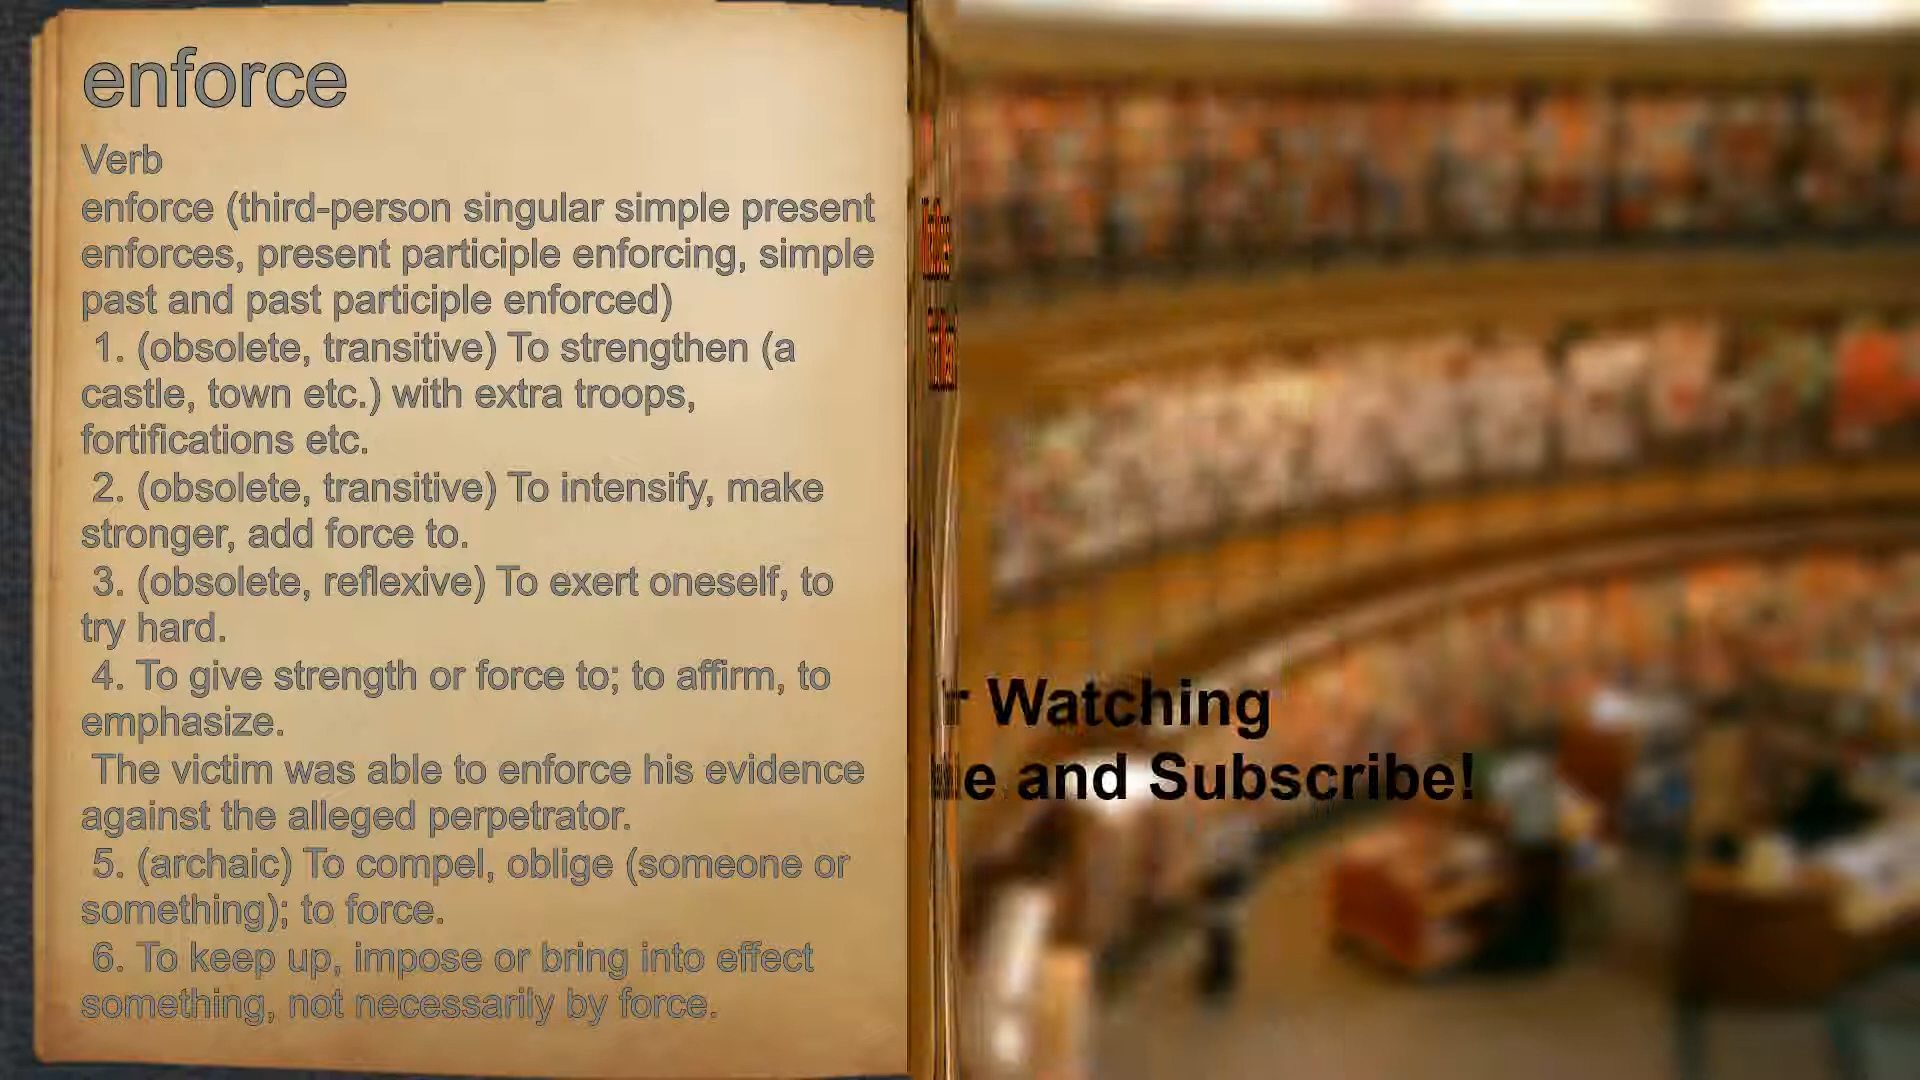 enforce
Verb
enforce (third-person singular simple present
enforces, present participle enforcing, simple
past and past participle enforced)
1. (obsolete, transitive) To strengthen (a
castle, town etc.) with extra troops,
fortifications etc.
2. (obsolete, transitive) To intensify, make
stronger, add force to.
3. (obsolete, reflexive) To exert oneself, to
try hard.
4. To give strength or force to; to affirm, to
emphasize.
The victim was able to enforce his evidence
against the alleged perpetrator.
5. (archaic) To compel, oblige (someone or
something); to force.
6. To keep up, impose or bring into effect
something, not necessarily by force.
Watching
and Subscribe!